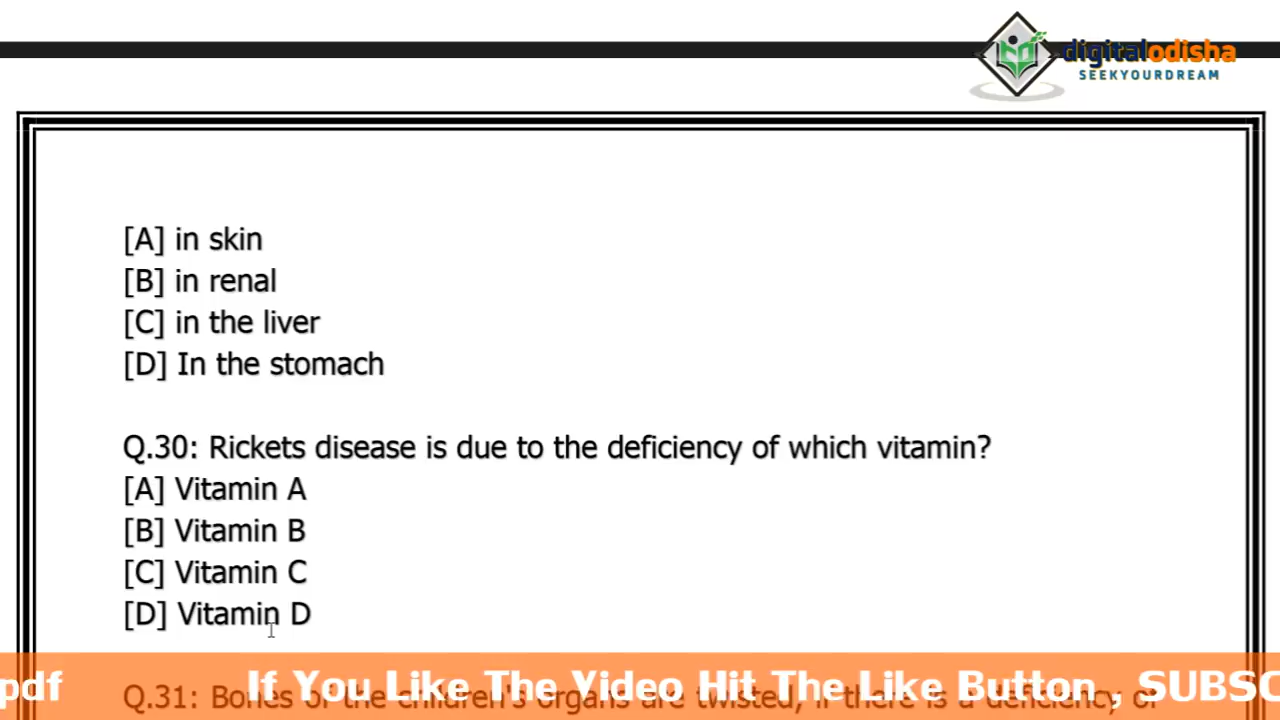 digitalodisha
SEEKYOURDREAM
[A] in skin
[B] in renal
[C] in the liver
[D] In the stomach
Q.30: Rickets disease is due to the deficiency of which vitamin?
[A] Vitamin A
[B] Vitamin B
[C] Vitamin C
[D] Vitamin D
pdf If You Like The Video Hit The Like Button , SUBSC
Q.31: Bones of the children's organs are twisted, if there is a deficiency of